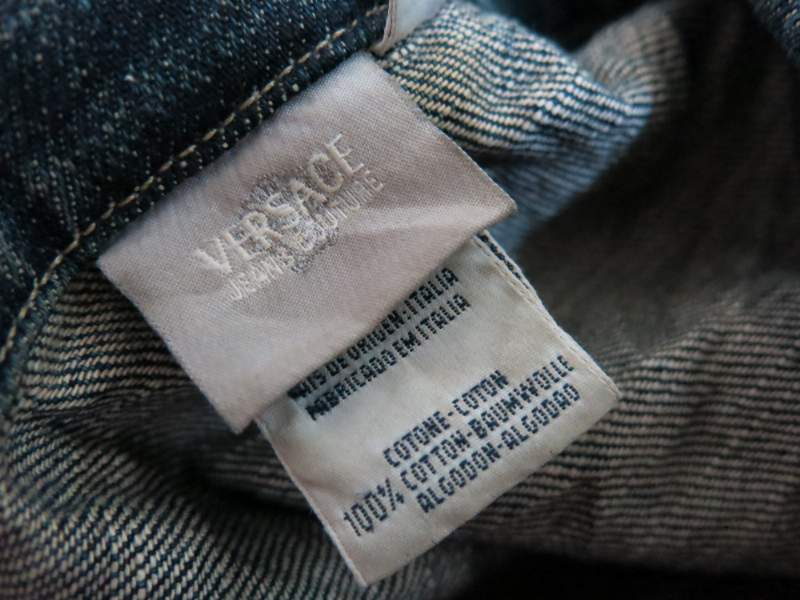 VERSACE
JEANS COUTURE
PAIS DE ORIGEN:ITALIA
FABRICADO EM ITALIA
COTONE-COTON
100% COTTON-BAUMWOLLE
ALGODON-ALGODAO